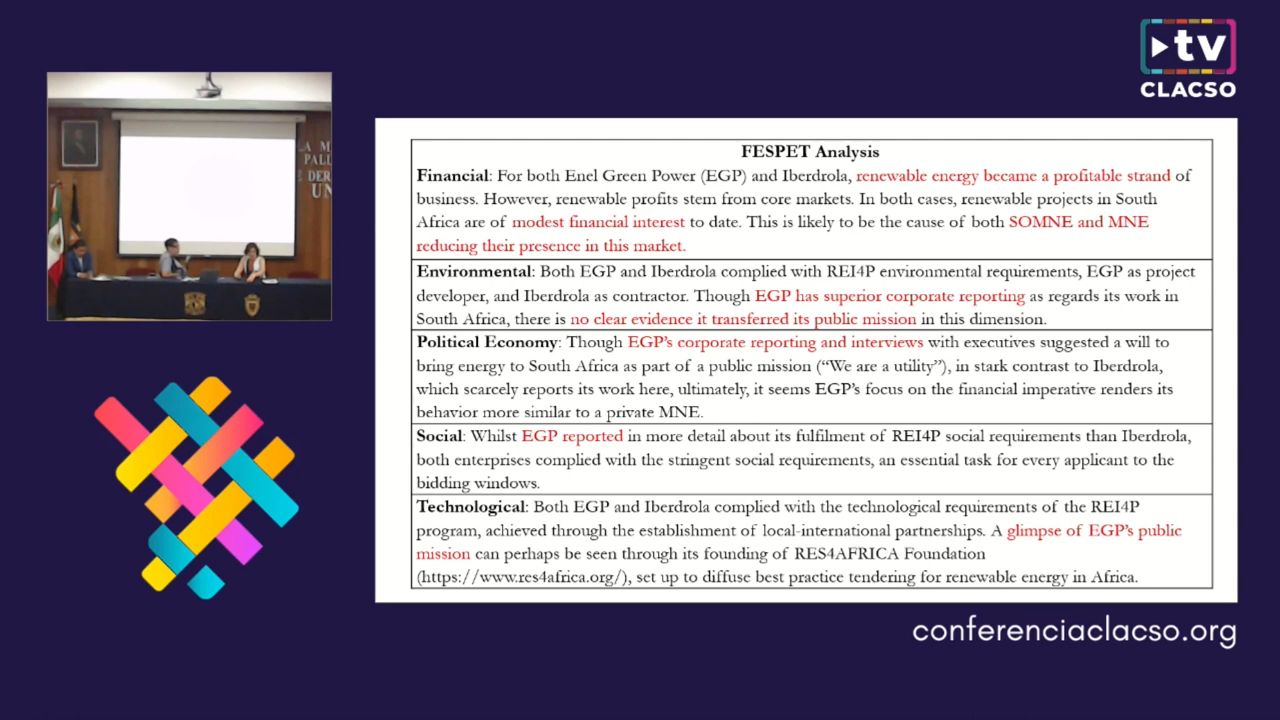 tv
CLACSO
LA M
PALI
E DER
UN
FESPET Analysis
Financial: For both Enel Green Power (EGP) and Iberdrola, renewable energy became a profitable strand of
business. However, renewable profits stem from core markets. In both cases, renewable projects in South
Africa are of modest financial interest to date. This is likely to be the cause of both SOMNE and MNE
reducing their presence in this market.
Environmental: Both EGP and Iberdrola complied with REI4P environmental requirements, EGP as project
developer, and Iberdrola as contractor. Though EGP has superior corporate reporting as regards its work in
South Africa, there is no clear evidence it transferred its public mission in this dimension.
Political Economy: Though EGP's corporate reporting and interviews with executives suggested a will to
bring energy to South Africa as part of a public mission (“We are a utility”), in stark contrast to Iberdrola,
which scarcely reports its work here, ultimately, it seems EGP's focus on the financial imperative renders its
behavior more similar to a private MNE.
Social: Whilst EGP reported in more detail about its fulfilment of REI4P social requirements than Iberdrola,
both enterprises complied with the stringent social requirements, an essential task for every applicant to the
bidding windows.
Technological: Both EGP and Iberdrola complied with the technological requirements of the REI4P
program, achieved through the establishment of local-international partnerships. A glimpse of EGP's public
mission can perhaps be seen through its founding of RES4AFRICA Foundation
(https://www.res4africa.org/), set up to diffuse best practice tendering for renewable energy in Africa.
conferenciaclacso.org